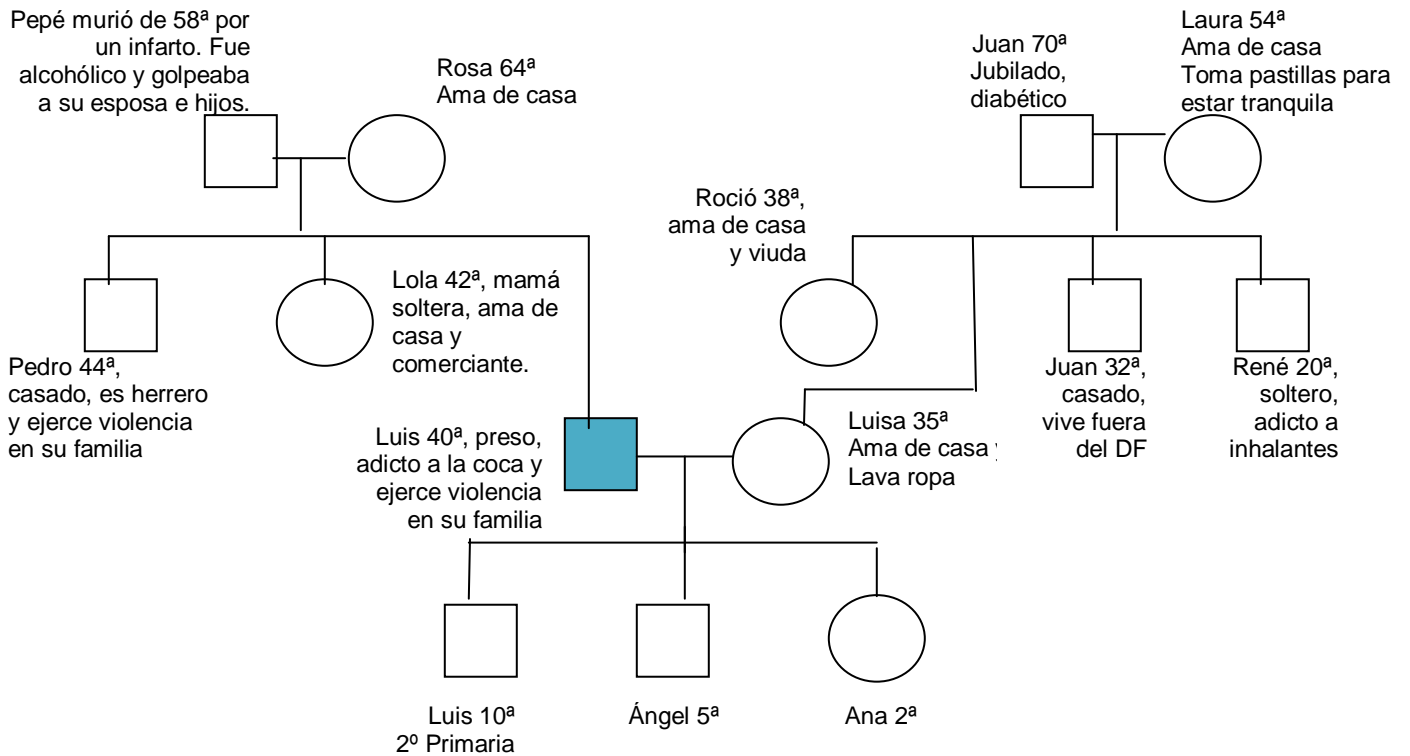 Pepé murió de 58ª por
un infarto. Fue
alcohólico y golpeaba
a su esposa e hijos.
Rosa 64ª
Ama de casa
Juan 70ª
Jubilado,
diabético
Laura 54ª
Ama de casa
Toma pastillas para
estar tranquila
Pedro 44ª,
casado, es herrero
y ejerce violencia
en su familia
Lola 42ª, mamá
soltera, ama de
casa y
comerciante.
Roció 38ª,
ama de casa
y viuda
Juan 32ª,
casado,
vive fuera
del DF
René 20ª,
soltero,
adicto a
inhalantes
Luis 40ª, preso,
adicto a la coca y
ejerce violencia
en su familia
Luisa 35ª
Ama de casa y
Lava ropa
Luis 10ª
2º Primaria
Ángel 5ª
Ana 2ª